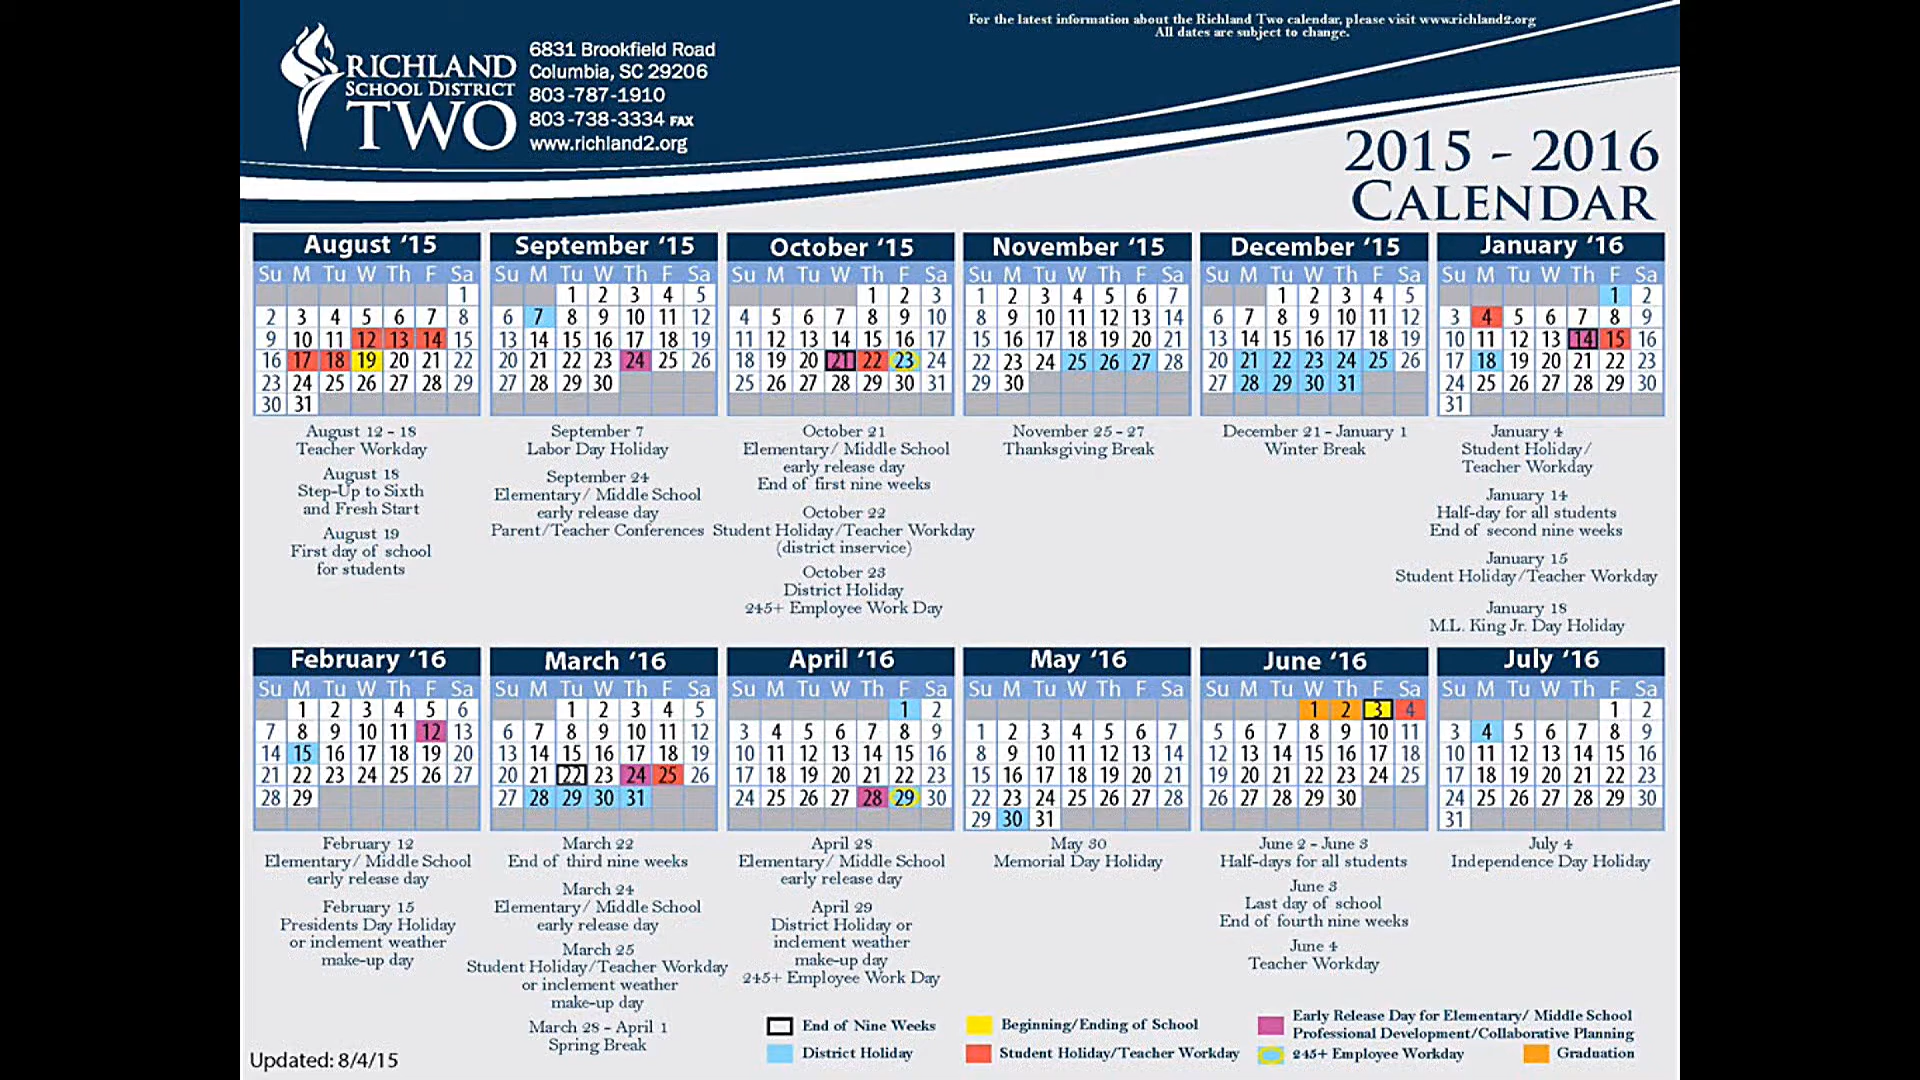 For the latest information about the Richland Two calendar, please visit www.richland2.org
All dates are subject to change.
RICHLAND
SCHOOL DISTRICT
TWO
6831 Brookfield Road
Columbia, SC 29206
803-787-1910
803-738-3334 FAX
www.richland2.org
2015 - 2016
CALENDAR
August ‘15
Su M Tu W Th F Sa
1
2 3 4 5 6 7 8
9 10 11 12 13 14 15
16 17 18 19 20 21 22
23 24 25 26 27 28 29
30 31
August 12 - 18
Teacher Workday
August 18
Step-Up to Sixth
and Fresh Start
August 19
First day of school
for students
September ‘15
Su M Tu W Th F Sa
1 2 3 4 5
6 7 8 9 10 11 12
13 14 15 16 17 18 19
20 21 22 23 24 25 26
27 28 29 30
September 7
Labor Day Holiday
September 24
Elementary/ Middle School
early release day
Parent/Teacher Conferences
October ‘15
Su M Tu W Th F Sa
1 2 3
4 5 6 7 8 9 10
11 12 13 14 15 16 17
18 19 20 21 22 23 24
25 26 27 28 29 30 31
October 21
Elementary/ Middle School
early release day
End of first nine weeks
October 22
Student Holiday/Teacher Workday
(district inservice)
October 23
District Holiday
245+ Employee Work Day
November ‘15
Su M Tu W Th F Sa
1 2 3 4 5 6 7
8 9 10 11 12 13 14
15 16 17 18 19 20 21
22 23 24 25 26 27 28
29 30
November 25 - 27
Thanksgiving Break
December ‘15
Su M Tu W Th F Sa
1 2 3 4 5
6 7 8 9 10 11 12
13 14 15 16 17 18 19
20 21 22 23 24 25 26
27 28 29 30 31
December 21 - January 1
Winter Break
January ‘16
Su M Tu W Th F Sa
1 2
3 4 5 6 7 8 9
10 11 12 13 14 15 16
17 18 19 20 21 22 23
24 25 26 27 28 29 30
31
January 4
Student Holiday/
Teacher Workday
January 14
Half-day for all students
End of second nine weeks
January 15
Student Holiday/Teacher Workday
January 18
M.L. King Jr. Day Holiday
February ‘16
Su M Tu W Th F Sa
1 2 3 4 5 6
7 8 9 10 11 12 13
14 15 16 17 18 19 20
21 22 23 24 25 26 27
28 29
February 12
Elementary/ Middle School
early release day
February 15
Presidents Day Holiday
or inclement weather
make-up day
March ‘16
Su M Tu W Th F Sa
1 2 3 4 5
6 7 8 9 10 11 12
13 14 15 16 17 18 19
20 21 22 23 24 25 26
27 28 29 30 31
March 22
End of third nine weeks
March 24
Elementary/ Middle School
early release day
March 25
Student Holiday/Teacher Workday
or inclement weather
make-up day
March 28 - April 1
Spring Break
April ‘16
Su M Tu W Th F Sa
1 2
3 4 5 6 7 8 9
10 11 12 13 14 15 16
17 18 19 20 21 22 23
24 25 26 27 28 29 30
April 28
Elementary/ Middle School
early release day
April 29
District Holiday or
inclement weather
make-up day
245+ Employee Work Day
May ‘16
Su M Tu W Th F Sa
1 2 3 4 5 6 7
8 9 10 11 12 13 14
15 16 17 18 19 20 21
22 23 24 25 26 27 28
29 30 31
May 30
Memorial Day Holiday
June ‘16
Su M Tu W Th F Sa
1 2 3 4
5 6 7 8 9 10 11
12 13 14 15 16 17 18
19 20 21 22 23 24 25
26 27 28 29 30
June 2 - June 3
Half-days for all students
June 3
Last day of school
End of fourth nine weeks
June 4
Teacher Workday
July ‘16
Su M Tu W Th F Sa
1 2
3 4 5 6 7 8 9
10 11 12 13 14 15 16
17 18 19 20 21 22 23
24 25 26 27 28 29 30
31
July 4
Independence Day Holiday
End of Nine Weeks
Beginning/Ending of School
Early Release Day for Elementary/ Middle School
Professional Development/Collaborative Planning
District Holiday
Student Holiday/Teacher Workday
245+ Employee Workday
Graduation
Updated: 8/4/15